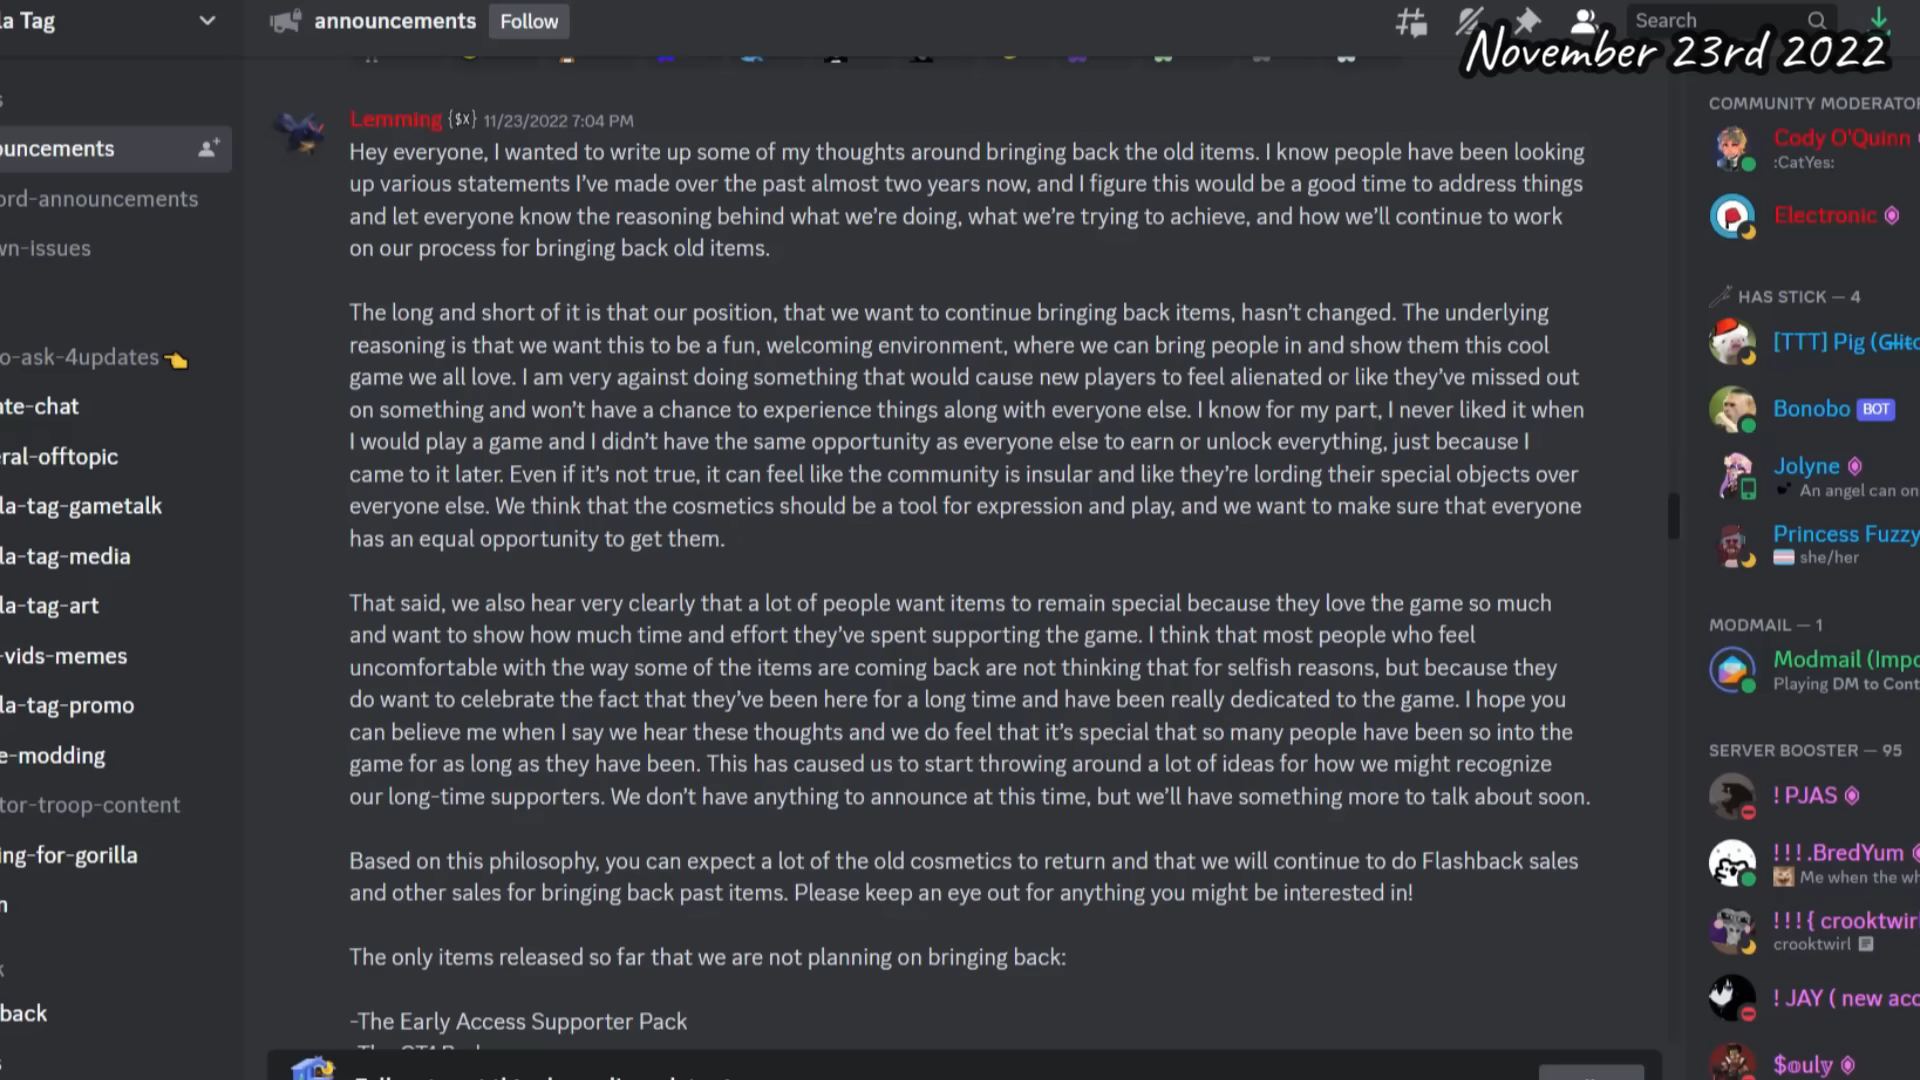 la Tag
announcements
Follow
Search
November 23rd 2022
uncements
ord-announcements
wn-issues
o-ask-4updates
te-chat
ral-offtopic
la-tag-gametalk
la-tag-media
la-tag-art
vids-memes
la-tag-promo
e-modding
tor-troop-content
ing-for-gorilla
n
k
back
Lemming {$x} 11/23/2022 7:04 PM
Hey everyone, I wanted to write up some of my thoughts around bringing back the old items. I know people have been looking
up various statements I've made over the past almost two years now, and I figure this would be a good time to address things
and let everyone know the reasoning behind what we're doing, what we're trying to achieve, and how we'll continue to work
on our process for bringing back old items.
The long and short of it is that our position, that we want to continue bringing back items, hasn't changed. The underlying
reasoning is that we want this to be a fun, welcoming environment, where we can bring people in and show them this cool
game we all love. I am very against doing something that would cause new players to feel alienated or like they've missed out
on something and won't have a chance to experience things along with everyone else. I know for my part, I never liked it when
I would play a game and I didn't have the same opportunity as everyone else to earn or unlock everything, just because I
came to it later. Even if it's not true, it can feel like the community is insular and like they're lording their special objects over
everyone else. We think that the cosmetics should be a tool for expression and play, and we want to make sure that everyone
has an equal opportunity to get them.
That said, we also hear very clearly that a lot of people want items to remain special because they love the game so much
and want to show how much time and effort they've spent supporting the game. I think that most people who feel
uncomfortable with the way some of the items are coming back are not thinking that for selfish reasons, but because they
do want to celebrate the fact that they've been here for a long time and have been really dedicated to the game. I hope you
can believe me when I say we hear these thoughts and we do feel that it's special that so many people have been so into the
game for as long as they have been. This has caused us to start throwing around a lot of ideas for how we might recognize
our long-time supporters. We don't have anything to announce at this time, but we'll have something more to talk about soon.
Based on this philosophy, you can expect a lot of the old cosmetics to return and that we will continue to do Flashback sales
and other sales for bringing back past items. Please keep an eye out for anything you might be interested in!
The only items released so far that we are not planning on bringing back:
-The Early Access Supporter Pack
COMMUNITY MODERATOR
Cody O'Quinn
:CatYes:
Electronic
HAS STICK — 4
[TTT] Pig (Glitc
Bonobo BOT
Jolyne
An angel can on
Princess Fuzzy
she/her
MODMAIL — 1
Modmail (Impo
Playing DM to Cont
SERVER BOOSTER — 95
! PJAS
!!!.BredYum
Me when the wh
!!!{ crooktwirl
crooktwirl
! JAY ( new acc
$ouly